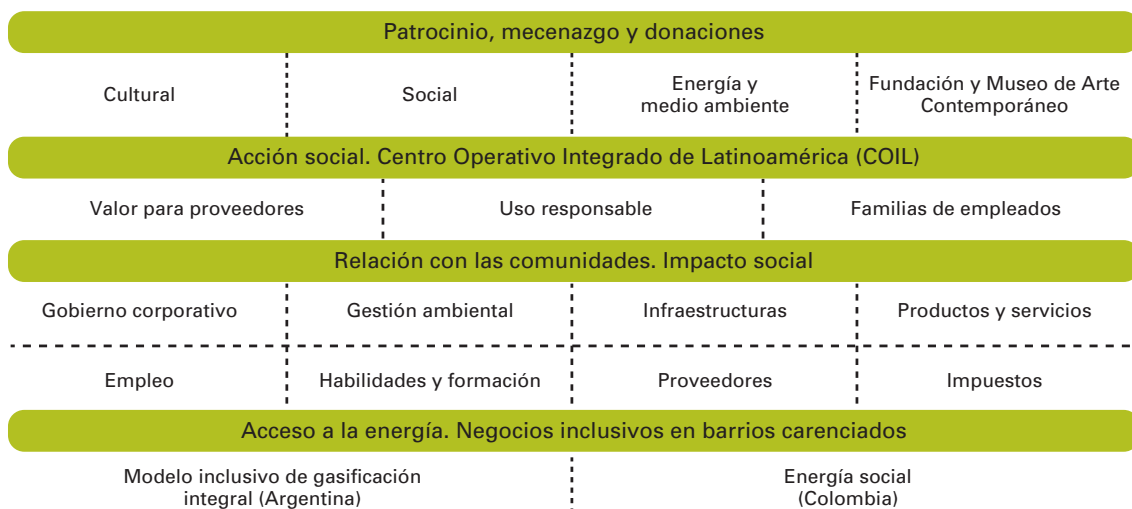 Patrocinio, mecenazgo y donaciones
Cultural
Social
Energía y
medio ambiente
Fundación y Museo de Arte
Contemporáneo
Acción social. Centro Operativo Integrado de Latinoamérica (COIL)
Valor para proveedores
Uso responsable
Familias de empleados
Relación con las comunidades. Impacto social
Gobierno corporativo
Gestión ambiental
Infraestructuras
Productos y servicios
Empleo
Habilidades y formación
Proveedores
Impuestos
Acceso a la energía. Negocios inclusivos en barrios carenciados
Modelo inclusivo de gasificación
integral (Argentina)
Energía social
(Colombia)